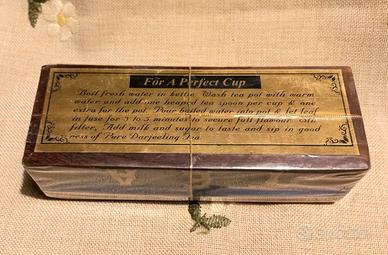 For A Perfect Cup
Boil fresh water in kettle. Wash tea pot with warm
water and add one heaped tea spoon per cup & one
extra for the pot. Pour boiled water into pot & let leaf
in fuse for 3 to 5 minutes to secure full flavour. Stir
filter, Add milk and sugar to taste and sip in good
ness of Pure Darjeeling Tea